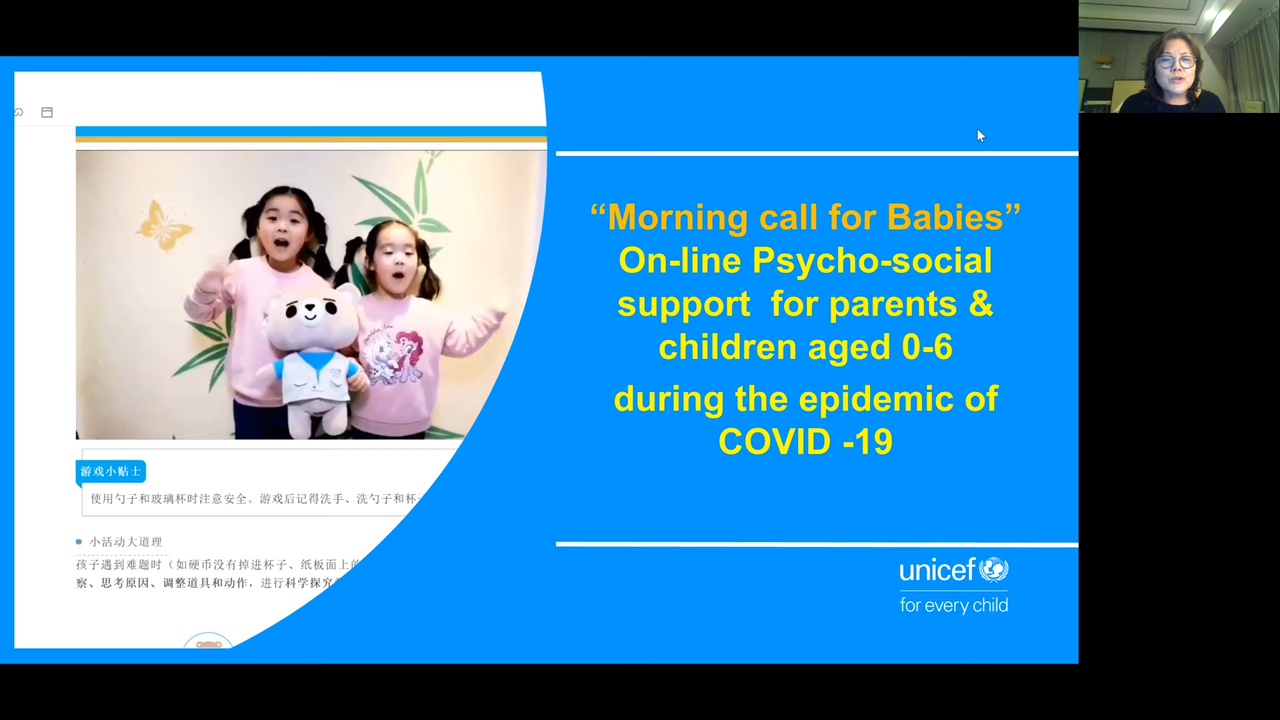 “Morning call for Babies”
On-line Psycho-social
support for parents &
children aged 0-6
during the epidemic of
COVID -19
unicef
for every child
游戏小贴士
使用勺子和玻璃杯时注意安全。游戏后记得洗手、洗勺子和杯
小活动大道理
孩子遇到难题时（如硬币没有掉进杯子、纸板面上的
察、思考原因、调整道具和动作，进行科学探究